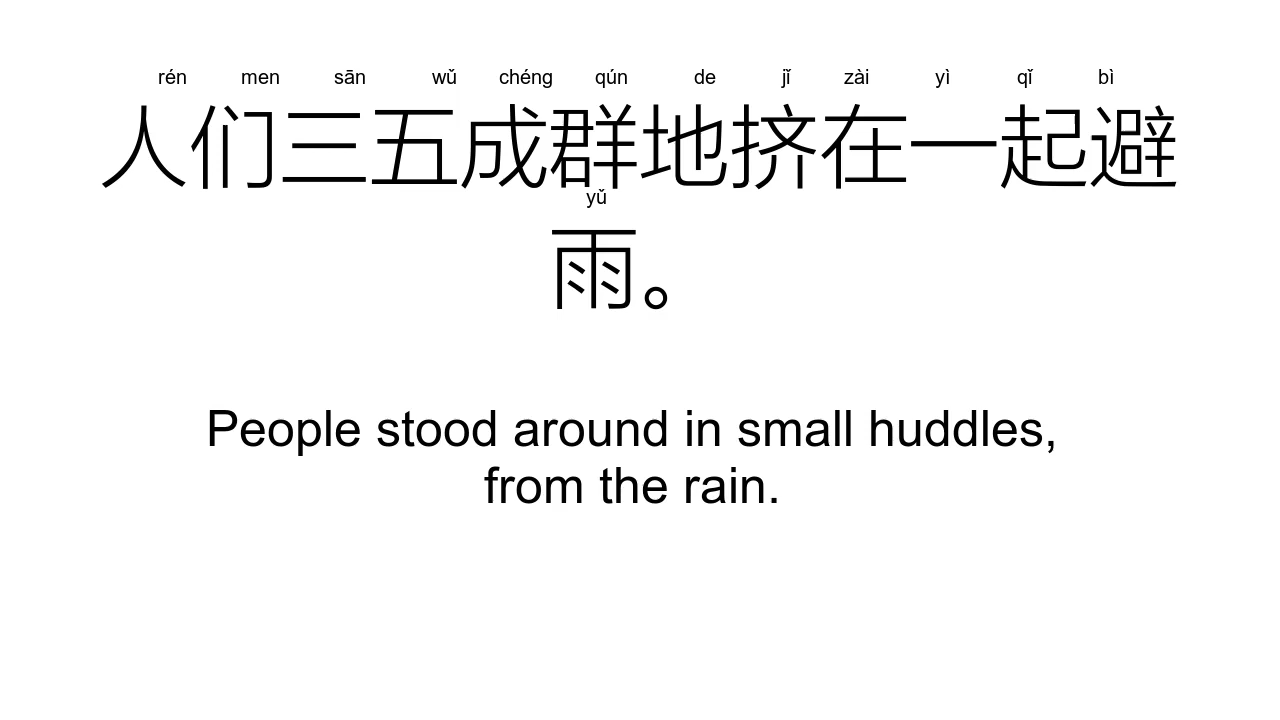 rén men sān wǔ chéng qún de jǐ zài yì qǐ bì
人们三五成群地挤在一起避
yǔ
雨。
People stood around in small huddles,
from the rain.